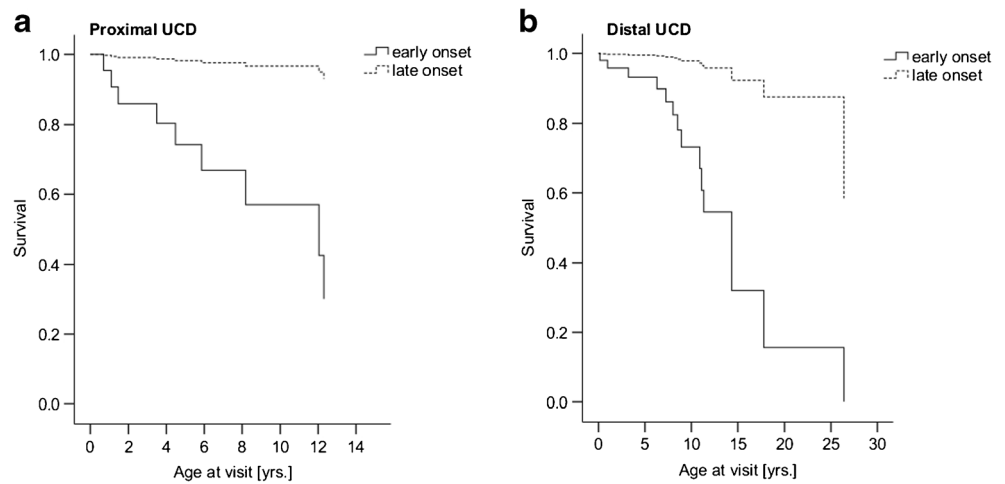 a
Proximal UCD
early onset
late onset
1.0
0.8
0.6
0.4
0.2
0.0
Survival
0 2 4 6 8 10 12 14
Age at visit [yrs.]
b
Distal UCD
early onset
late onset
1.0
0.8
0.6
0.4
0.2
0.0
Survival
0 5 10 15 20 25 30
Age at visit [yrs.]